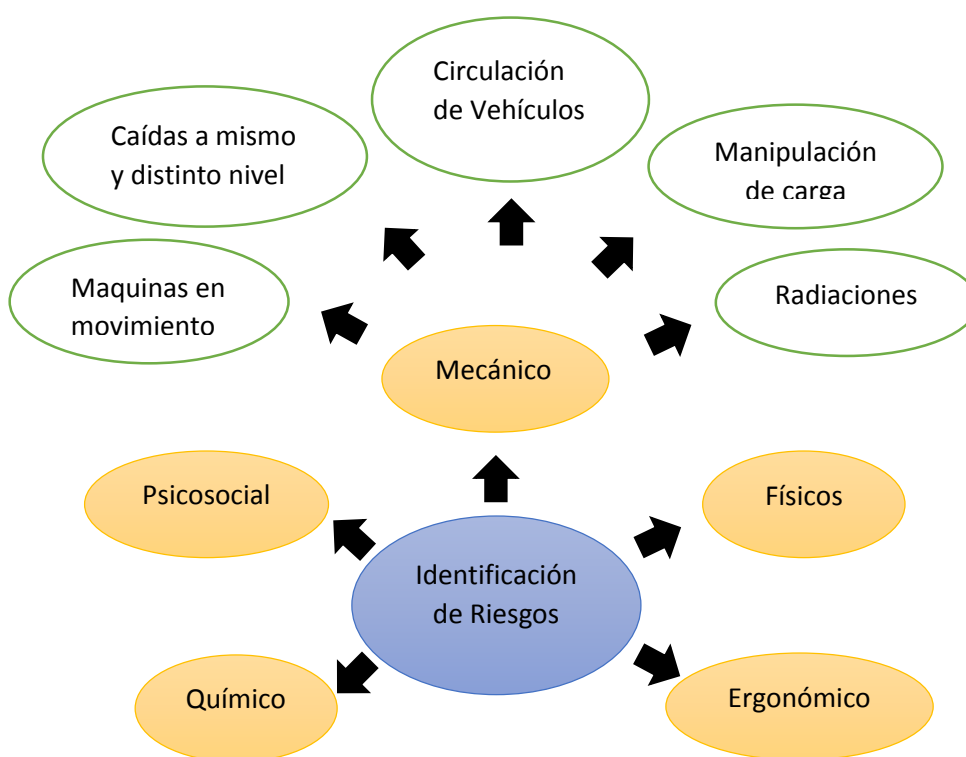 Circulación
de Vehículos
Caídas a mismo
y distinto nivel
Manipulación
de carga
Maquinas en
movimiento
Radiaciones
Mecánico
Psicosocial
Físicos
Identificación
de Riesgos
Químico
Ergonómico